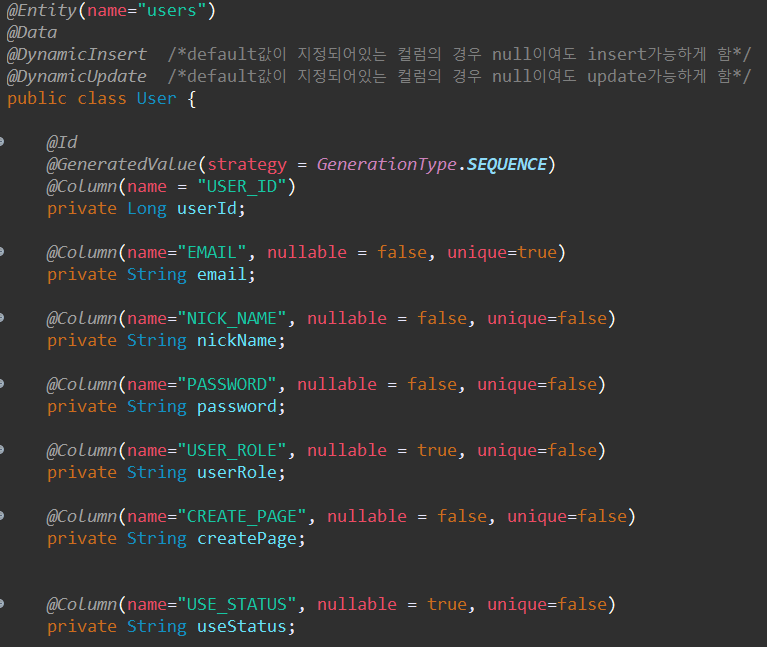 @Entity(name="users")
@Data
@DynamicInsert  /*default값이 지정되어있는 컬럼의 경우 null이여도 insert가능하게 함*/
@DynamicUpdate  /*default값이 지정되어있는 컬럼의 경우 null이여도 update가능하게 함*/
public class User {
@Id
@GeneratedValue(strategy = GenerationType.SEQUENCE)
@Column(name = "USER_ID")
private Long userId;
@Column(name="EMAIL", nullable = false, unique=true)
private String email;
@Column(name="NICK_NAME", nullable = false, unique=false)
private String nickName;
@Column(name="PASSWORD", nullable = false, unique=false)
private String password;
@Column(name="USER_ROLE", nullable = true, unique=false)
private String userRole;
@Column(name="CREATE_PAGE", nullable = false, unique=false)
private String createPage;
@Column(name="USE_STATUS", nullable = true, unique=false)
private String useStatus;